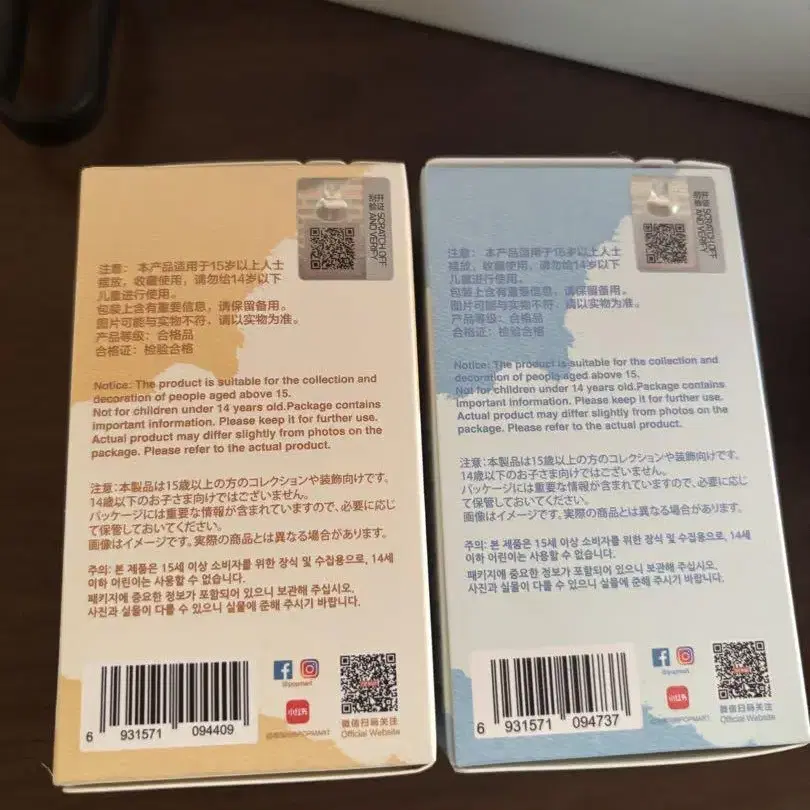 刮银
验真
SCRATCH OFF
AND VERIFY
注意： 本产品适用于15岁以上人士
摆放，收藏使用，请勿给14岁以下
儿童进行使用。
包装上含有重要信息，请保留备用。
图片可能与实物不符，请以实物为准。
产品等级：合格品
合格证：检验合格
Notice: The product is suitable for the collection and
decoration of people aged above 15.
Not for children under 14 years old.Package contains
important information. Please keep it for further use.
Actual product may differ slightly from photos on the
package. Please refer to the actual product.
注意：本製品は15歳以上の方のコレクションや装飾向けです。
14歳以下のお子さま向けではございません。
パッケージには重要な情報が含まれていますので、必要に応じ
て保管しておいてください。
画像はイメージです。実際の商品とは異なる場合があります。
주의: 본 제품은 15세 이상 소비자를 위한 장식 및 수집용으로, 14세
이하 어린이는 사용할 수 없습니다.
패키지에 중요한 정보가 포함되어 있으니 보관해 주십시오.
사진과 실물이 다를 수 있으니 실물에 준해 주시기 바랍니다.
6 931571 094409
@popmart
小红书
微信扫码关注
Official Website
SCRATCH OFF
AND VERIFY
注意： 本产品适用于15岁以上人士
摆放，收藏使用，请勿给14岁以下
儿童进行使用。
包装上含有重要信息，请保留备用。
图片可能与实物不符，请以实物为准。
产品等级：合格品
合格证：检验合格
Notice: The product is suitable for the collection and
decoration of people aged above 15.
Not for children under 14 years old.Package contains
important information. Please keep it for further use.
Actual product may differ slightly from photos on the
package. Please refer to the actual product.
注意：本製品は15歳以上の方のコレクションや装飾向けです。
14歳以下のお子さま向けではございません。
パッケージには重要な情報が含まれていますので、必要に応じ
て保管しておいてください。
画像はイメージです。実際の商品とは異なる場合があります。
주의: 본 제품은 15세 이상 소비자를 위한 장식 및 수집용으로, 14세
이하 어린이는 사용할 수 없습니다.
패키지에 중요한 정보가 포함되어 있으니 보관해 주십시오.
사진과 실물이 다를 수 있으니 실물에 준해 주시기 바랍니다.
6 931571 094737
@popmart
小红书
微信扫码关注
Official Website